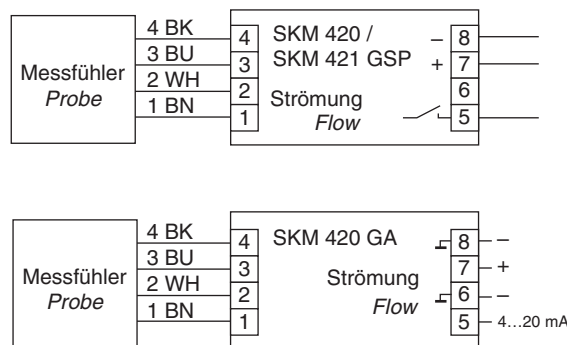 4 BK
3 BU
2 WH
1 BN
Messfühler
Probe
4
3
2
1
SKM 420 /
SKM 421 GSP
Strömung
Flow
– 8
+ 7
6
5
4 BK
3 BU
2 WH
1 BN
Messfühler
Probe
4
3
2
1
SKM 420 GA
Strömung
Flow
8 –
7 +
6 –
5 4...20 mA